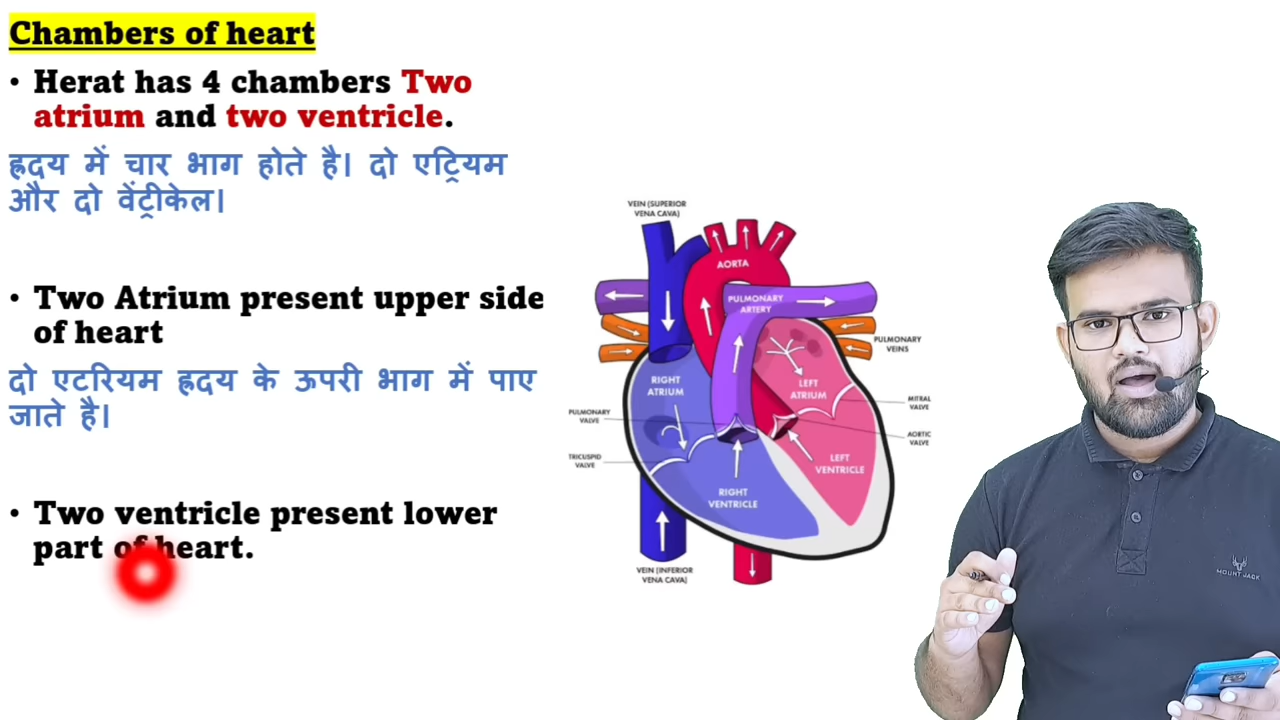 Chambers of heart
• Herat has 4 chambers Two
atrium and two ventricle.
ह्रदय में चार भाग होते है। दो एट्रियम
और दो वेंट्रीकेल।
• Two Atrium present upper side
of heart
दो एटरियम ह्रदय के ऊपरी भाग में पाए
जाते है।
• Two ventricle present lower
part of heart.
VEIN (SUPERIOR
VENA CAVA)
AORTA
PULMONARY
ARTERY
PULMONARY
VEINS
RIGHT
ATRIUM
LEFT
ATRIUM
MITRAL
VALVE
PULMONARY
VALVE
AORTIC
VALVE
TRICUSPID
VALVE
LEFT
VENTRICLE
RIGHT
VENTRICLE
VEIN (INFERIOR
VENA CAVA)
MOUNT JACK